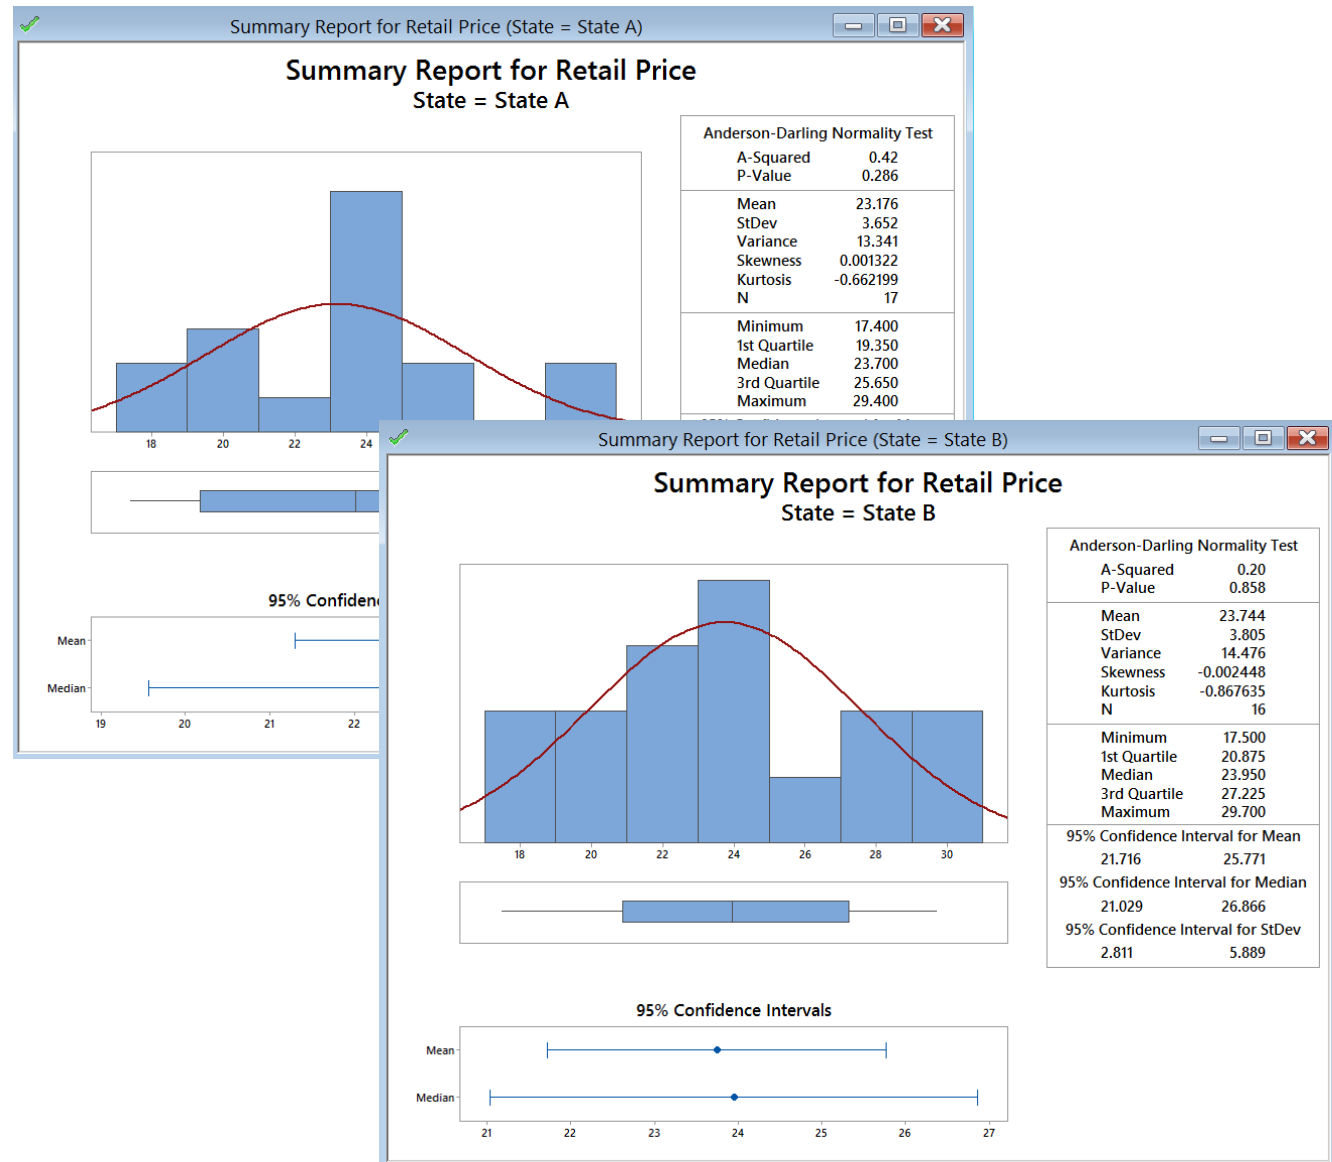 Summary Report for Retail Price (State = State A)
Summary Report for Retail Price
State = State A
Anderson-Darling Normality Test
A-Squared 0.42
P-Value 0.286
Mean 23.176
StDev 3.652
Variance 13.341
Skewness 0.001322
Kurtosis -0.662199
N 17
Minimum 17.400
1st Quartile 19.350
Median 23.700
3rd Quartile 25.650
Maximum 29.400
18 20 22 24
95% Confiden
Mean
Median
19 20 21 22
Summary Report for Retail Price (State = State B)
Summary Report for Retail Price
State = State B
Anderson-Darling Normality Test
A-Squared 0.20
P-Value 0.858
Mean 23.744
StDev 3.805
Variance 14.476
Skewness -0.002448
Kurtosis -0.867635
N 16
Minimum 17.500
1st Quartile 20.875
Median 23.950
3rd Quartile 27.225
Maximum 29.700
95% Confidence Interval for Mean
21.716 25.771
95% Confidence Interval for Median
21.029 26.866
95% Confidence Interval for StDev
2.811 5.889
18 20 22 24 26 28 30
95% Confidence Intervals
Mean
Median
21 22 23 24 25 26 27